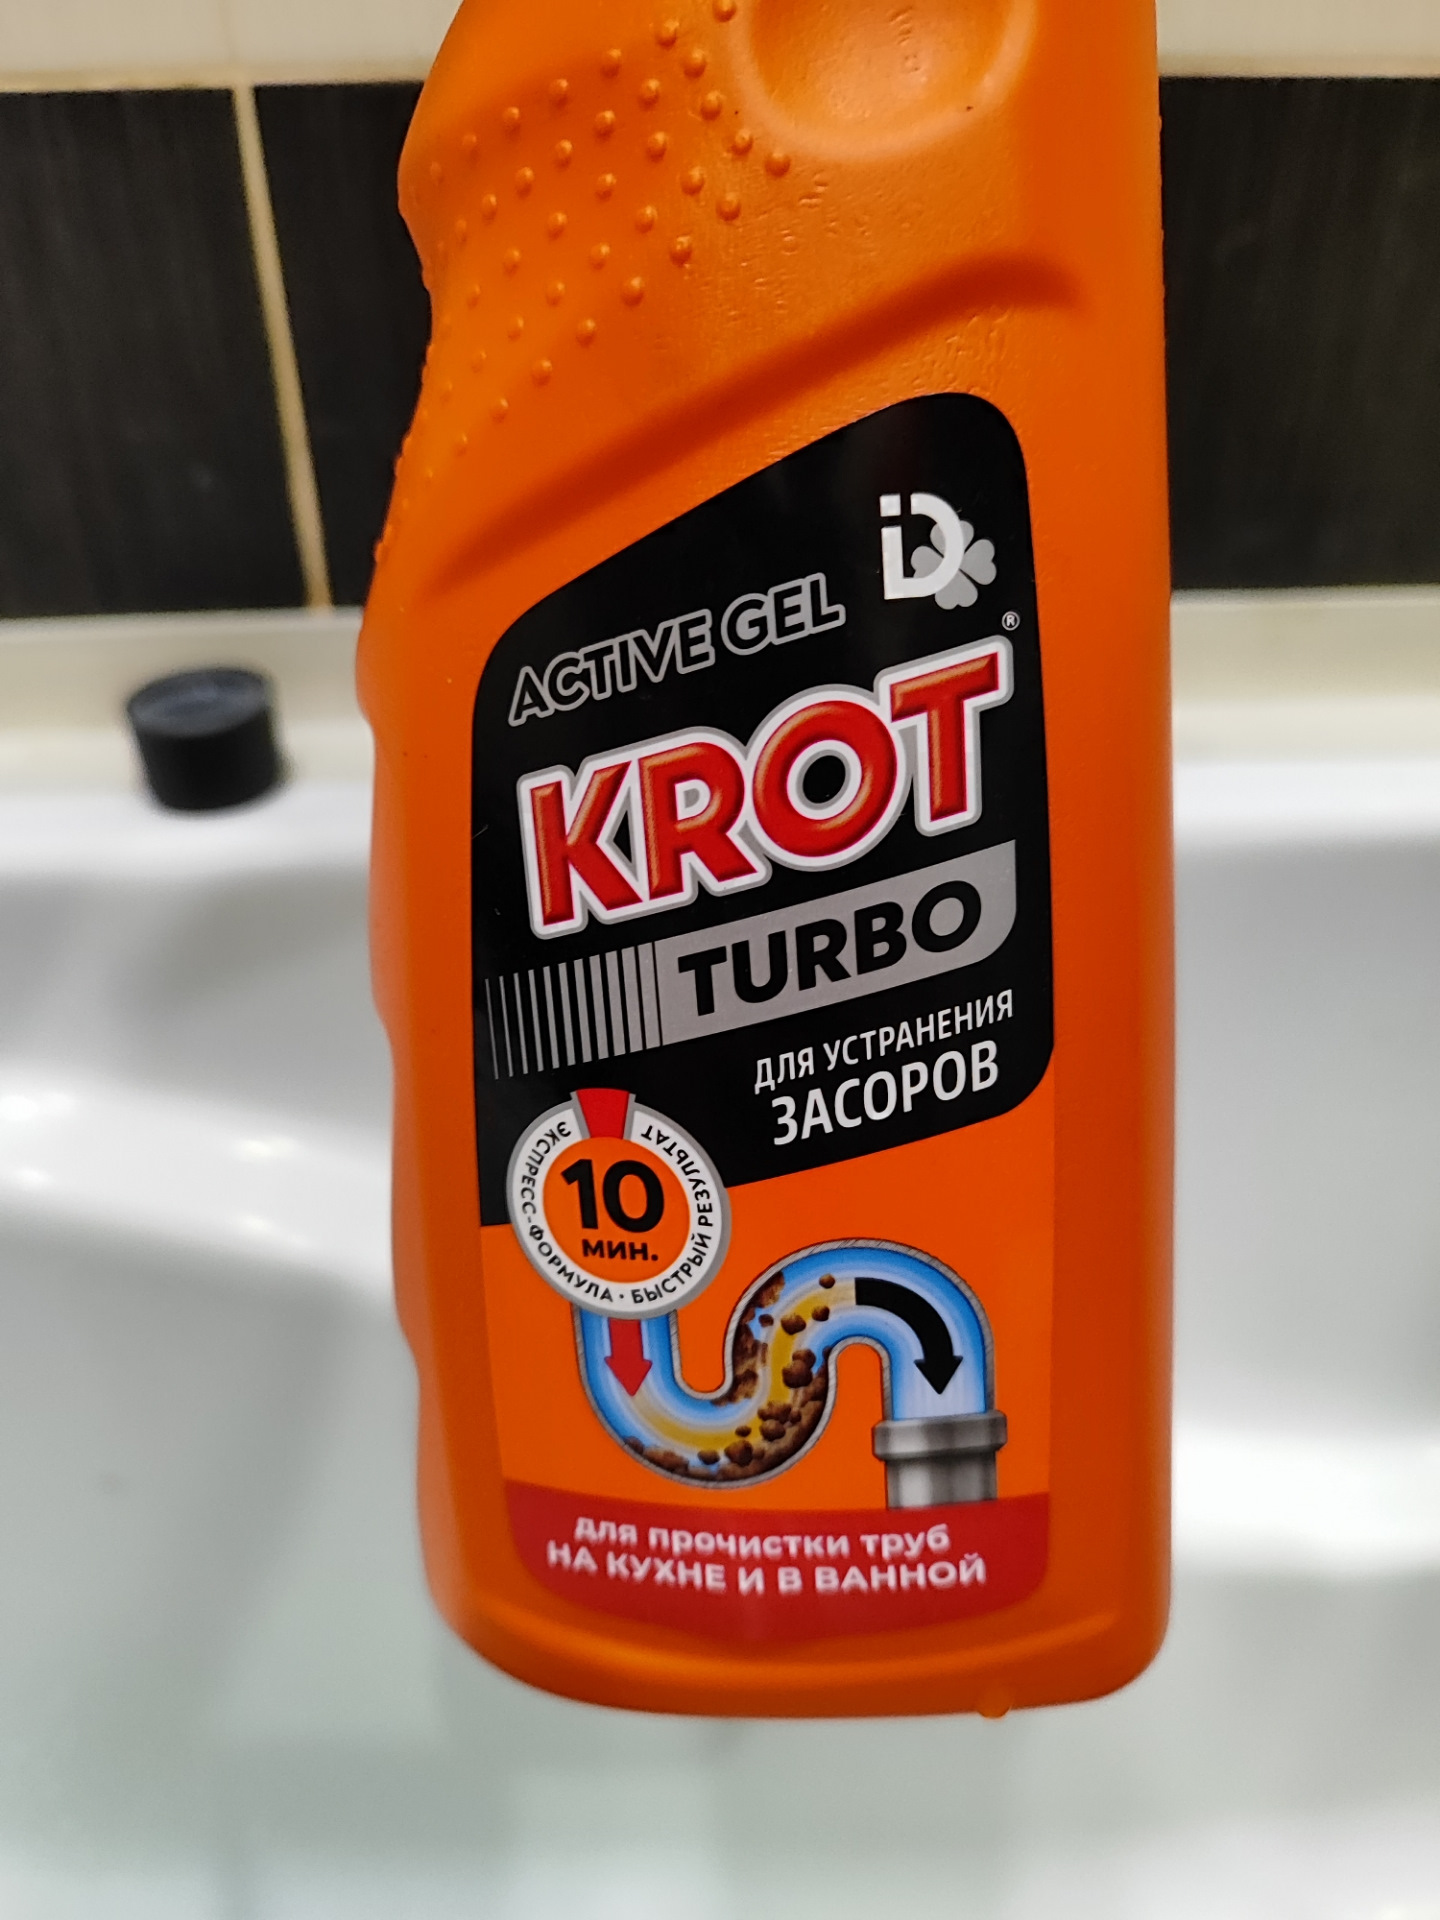 iD
ACTIVE GEL
KROT®
TURBO
ДЛЯ УСТРАНЕНИЯ
ЗАСОРОВ
ЭКСПРЕСС-ФОРМУЛА • БЫСТРЫЙ РЕЗУЛЬТАТ
10
МИН.
для прочистки труб
НА КУХНЕ И В ВАННОЙ